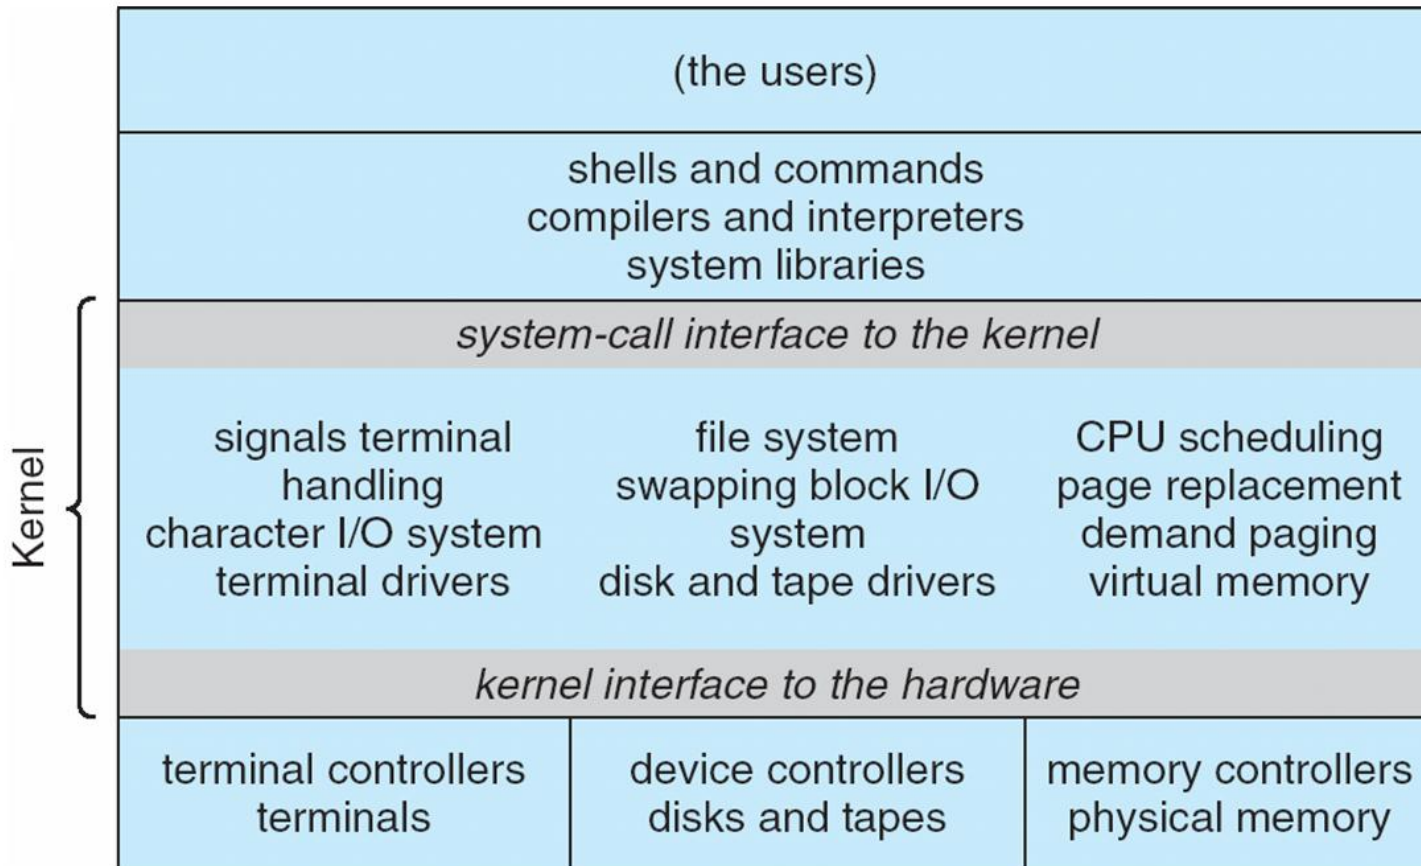 (the users)
shells and commands
compilers and interpreters
system libraries
system-call interface to the kernel
Kernel
signals terminal
handling
character I/O system
terminal drivers
file system
swapping block I/O
system
disk and tape drivers
CPU scheduling
page replacement
demand paging
virtual memory
kernel interface to the hardware
terminal controllers
terminals
device controllers
disks and tapes
memory controllers
physical memory